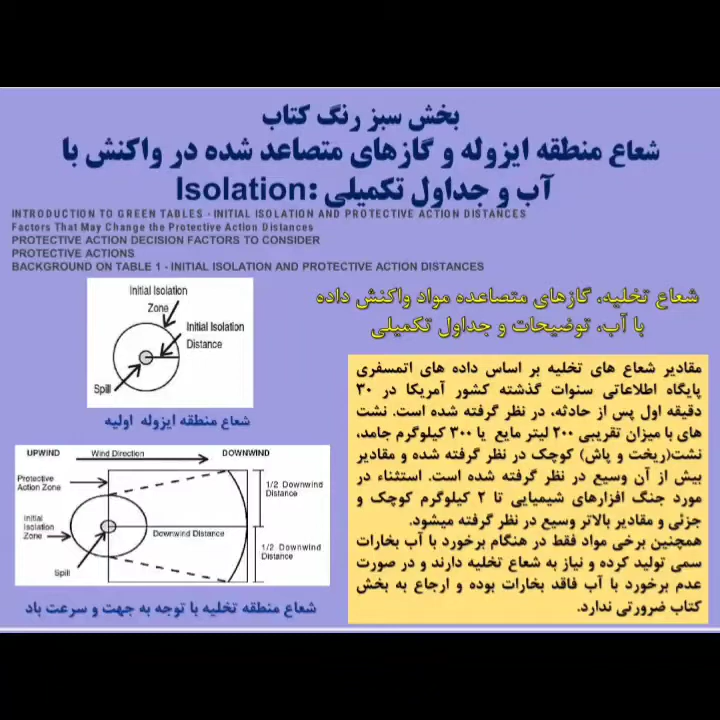 بخش سبز رنگ کتاب
شعاع منطقه ایزوله و گازهای متصاعد شده در واکنش با
آب و جداول تکمیلی :Isolation
INTRODUCTION TO GREEN TABLES - INITIAL ISOLATION AND PROTECTIVE ACTION DISTANCES
Factors That May Change the Protective Action Distances
PROTECTIVE ACTION DECISION FACTORS TO CONSIDER
PROTECTIVE ACTIONS
BACKGROUND ON TABLE 1 - INITIAL ISOLATION AND PROTECTIVE ACTION DISTANCES
Initial Isolation
Zone
Initial Isolation
Distance
Spill
شعاع منطقه ایزوله اولیه
شعاع تخلیه، گازهای متصاعده مواد واکنش داده
با آب، توضیحات و جداول تکمیلی
UPWIND
Wind Direction
DOWNWIND
Protective
Action Zone
1/2 Downwind
Distance
Initial
Isolation
Zone
Downwind Distance
1/2 Downwind
Distance
Spill
شعاع منطقه تخلیه با توجه به جهت و سرعت باد
مقادیر شعاع های تخلیه بر اساس داده های اتمسفری
پایگاه اطلاعاتی سنوات گذشته کشور آمریکا در ۳۰
دقیقه اول پس از حادثه، در نظر گرفته شده است. نشت
های با میزان تقریبی ۲۰۰ لیتر مایع یا ۳۰۰ کیلوگرم جامد،
نشت(ریخت و پاش) کوچک در نظر گرفته شده و مقادیر
بیش از آن وسیع در نظر گرفته شده است. استثناء در
مورد جنگ افزارهای شیمیایی تا ۲ کیلوگرم کوچک و
جزئی و مقادیر بالاتر وسیع در نظر گرفته میشود.
همچنین برخی مواد فقط در هنگام برخورد با آب بخارات
سمی تولید کرده و نیاز به شعاع تخلیه دارند و در صورت
عدم برخورد با آب فاقد بخارات بوده و ارجاع به بخش
کتاب ضرورتی ندارد.